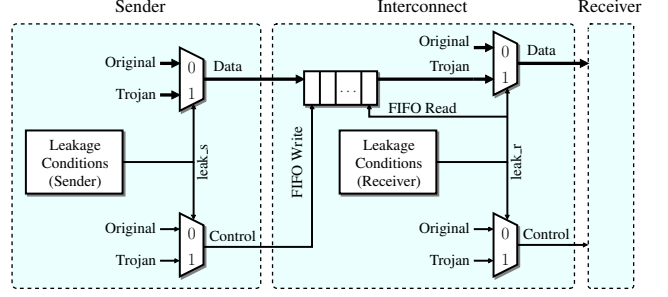 Sender
Interconnect
Receiver
Original
Trojan
0
1
Data
Original
Trojan
0
1
Data
...
FIFO Read
Leakage
Conditions
(Sender)
leak_s
FIFO Write
Leakage
Conditions
(Receiver)
leak_r
Original
Trojan
0
1
Control
Original
Trojan
0
1
Control